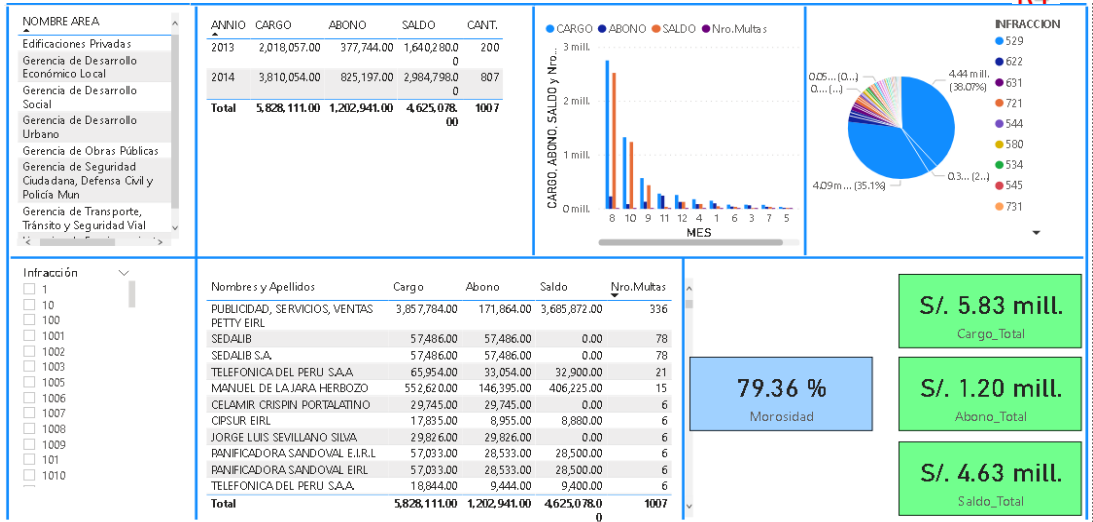 R4
NOMBRE AREA
Edificaciones Privadas
Gerencia de Desarrollo
Económico Local
Gerencia de Desarrollo
Social
Gerencia de Desarrollo
Urbano
Gerencia de Obras Públicas
Gerencia de Seguridad
Ciudadana, Defensa Civil y
Policía Mun
Gerencia de Transporte,
Tránsito y Seguridad Vial
ANNIO CARGO ABONO SALDO CANT.
2013 2,018,057.00 377,744.00 1,640,280.0 200
0
2014 3,810,054.00 825,197.00 2,984,798.0 807
0
Total 5,828,111.00 1,202,941.00 4,625,078. 1007
00
CARGO ABONO SALDO Nro.Multas
CARGO, ABONO, SALDO y Nro...
3 mill.
2 mill.
1 mill.
0 mill.
8 10 9 11 12 4 1 6 3 7 5
MES
0.05... (0...)
0.... (...)
4.44 mill.
(38.07%)
4.09 m... (35.1%)
0.3... (2...)
INFRACCION
529
622
631
721
544
580
534
545
731
Infracción
1
10
100
1001
1002
1003
1005
1006
1007
1008
1009
101
1010
Nombres y Apellidos Cargo Abono Saldo Nro.Multas
PUBLICIDAD, SERVICIOS, VENTAS 3,857,784.00 171,864.00 3,685,872.00 336
PETTY EIRL
SEDALIB 57,486.00 57,486.00 0.00 78
SEDALIB S.A. 57,486.00 57,486.00 0.00 78
TELEFONICA DEL PERU S.A.A 65,954.00 33,054.00 32,900.00 21
MANUEL DE LA JARA HERBOZO 552,620.00 146,395.00 406,225.00 15
CELAMIR CRISPIN PORTALATINO 29,745.00 29,745.00 0.00 6
CIPSUR EIRL 17,835.00 8,955.00 8,880.00 6
JORGE LUIS SEVILLANO SILVA 29,826.00 29,826.00 0.00 6
PANIFICADORA SANDOVAL E.I.R.L 57,033.00 28,533.00 28,500.00 6
PANIFICADORA SANDOVAL EIRL 57,033.00 28,533.00 28,500.00 6
TELEFONICA DEL PERU S.A.A. 18,844.00 9,444.00 9,400.00 6
Total 5,828,111.00 1,202,941.00 4,625,078.0 1007
0
79.36 %
Morosidad
S/. 5.83 mill.
Cargo_Total
S/. 1.20 mill.
Abono_Total
S/. 4.63 mill.
Saldo_Total